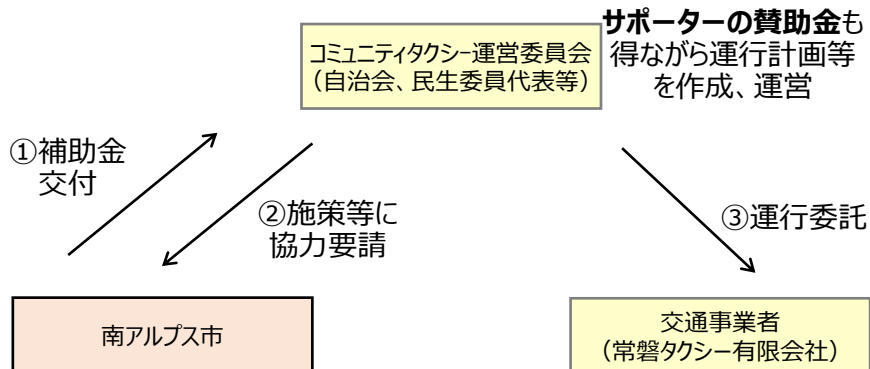 サポーターの賛助金も
得ながら運行計画等
を作成、運営
コミュニティタクシー運営委員会
（自治会、民生委員代表等）
①補助金
交付
②施策等に
協力要請
③運行委託
南アルプス市
交通事業者
（常磐タクシー有限会社）